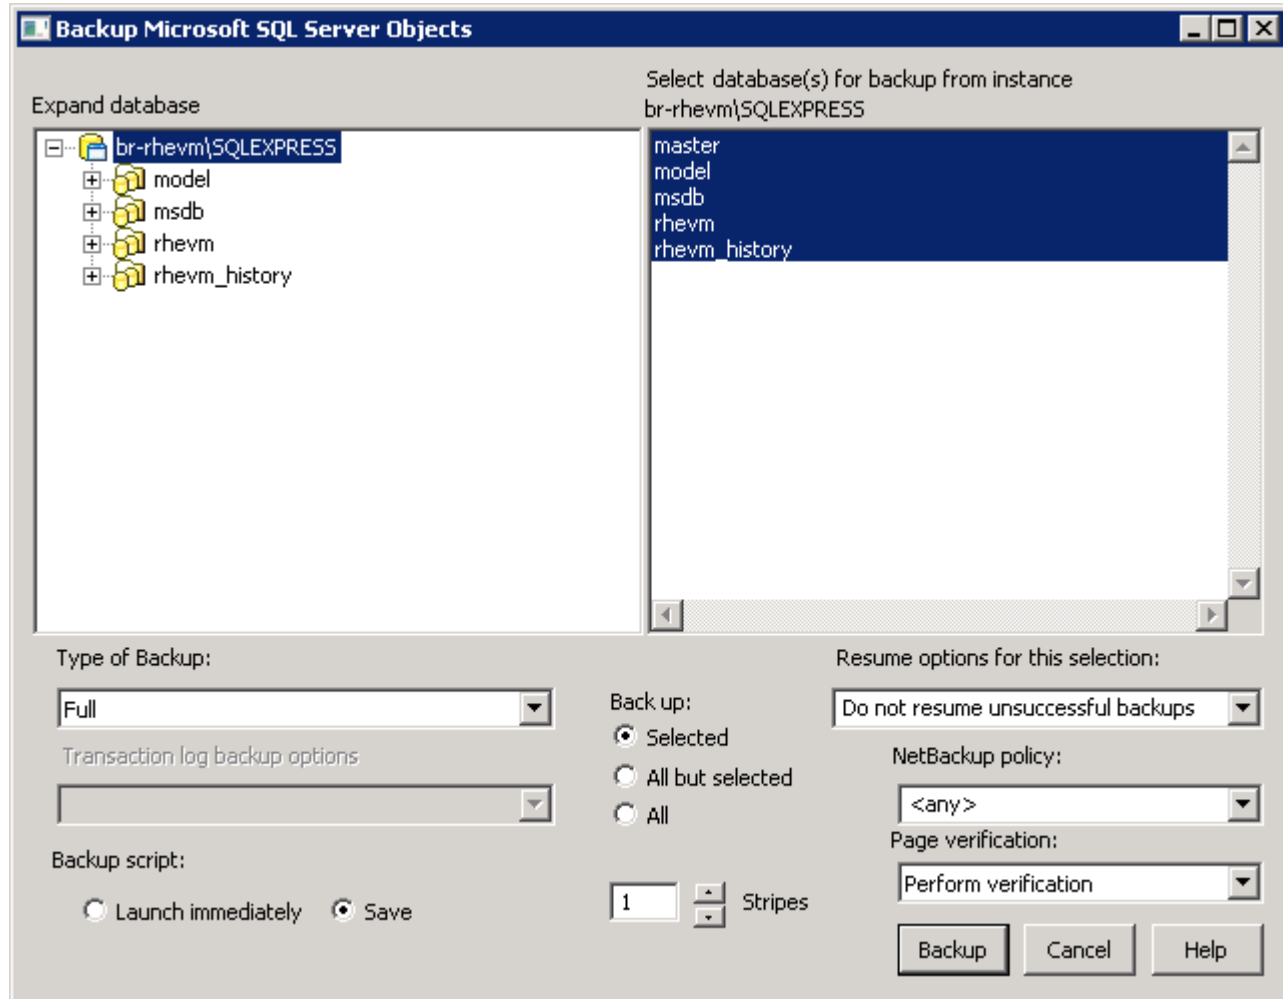 Backup Microsoft SQL Server Objects
Expand database
Select database(s) for backup from instance
br-rhevm\SQLEXPRESS
br-rhevm\SQLEXPRESS
model
msdb
rhevm
rhevm_history
master
model
msdb
rhevm
rhevm_history
Type of Backup:
Full
Transaction log backup options
Backup script:
Launch immediately
Save
Back up:
Selected
All but selected
All
1
Stripes
Resume options for this selection:
Do not resume unsuccessful backups
NetBackup policy:
<any>
Page verification:
Perform verification
Backup
Cancel
Help